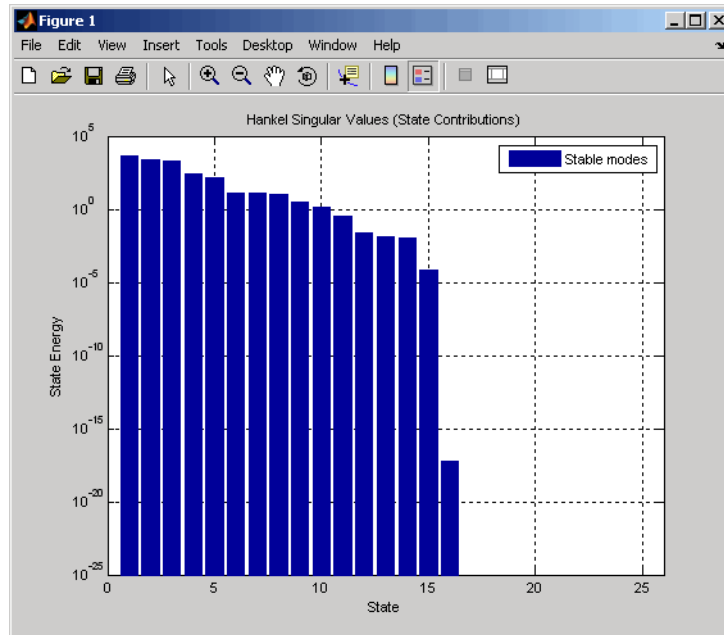 Figure 1
File Edit View Insert Tools Desktop Window Help
Hankel Singular Values (State Contributions)
Stable modes
State Energy
10^5
10^0
10^-5
10^-10
10^-15
10^-20
10^-25
0 5 10 15 20 25
State